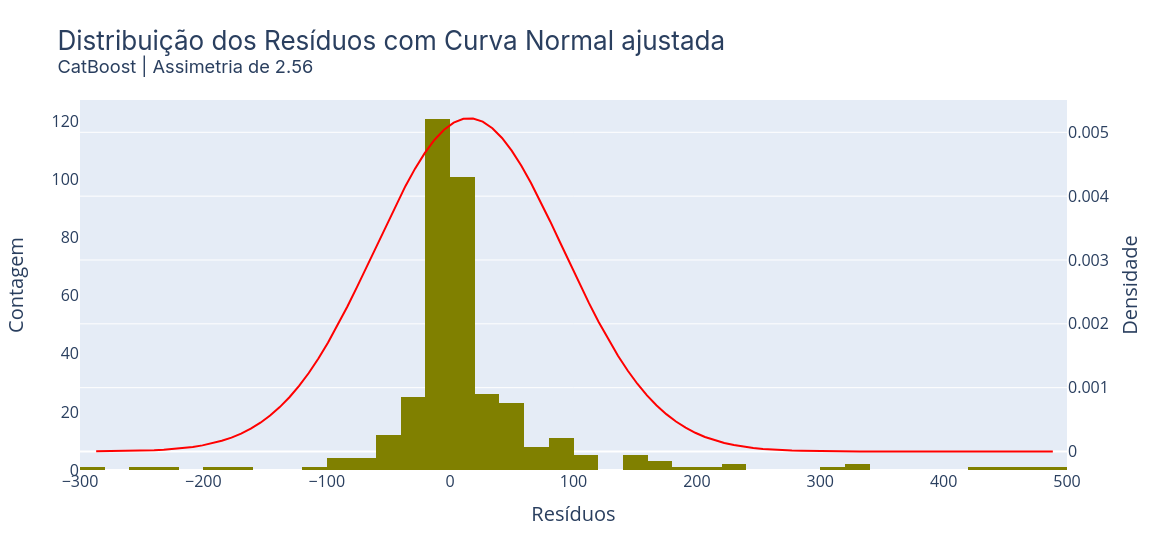 Distribuição dos Resíduos com Curva Normal ajustada
CatBoost | Assimetria de 2.56
Contagem
120
100
80
60
40
20
0
0.005
0.004
0.003
0.002
0.001
0
Densidade
−300 −200 −100 0 100 200 300 400 500
Resíduos